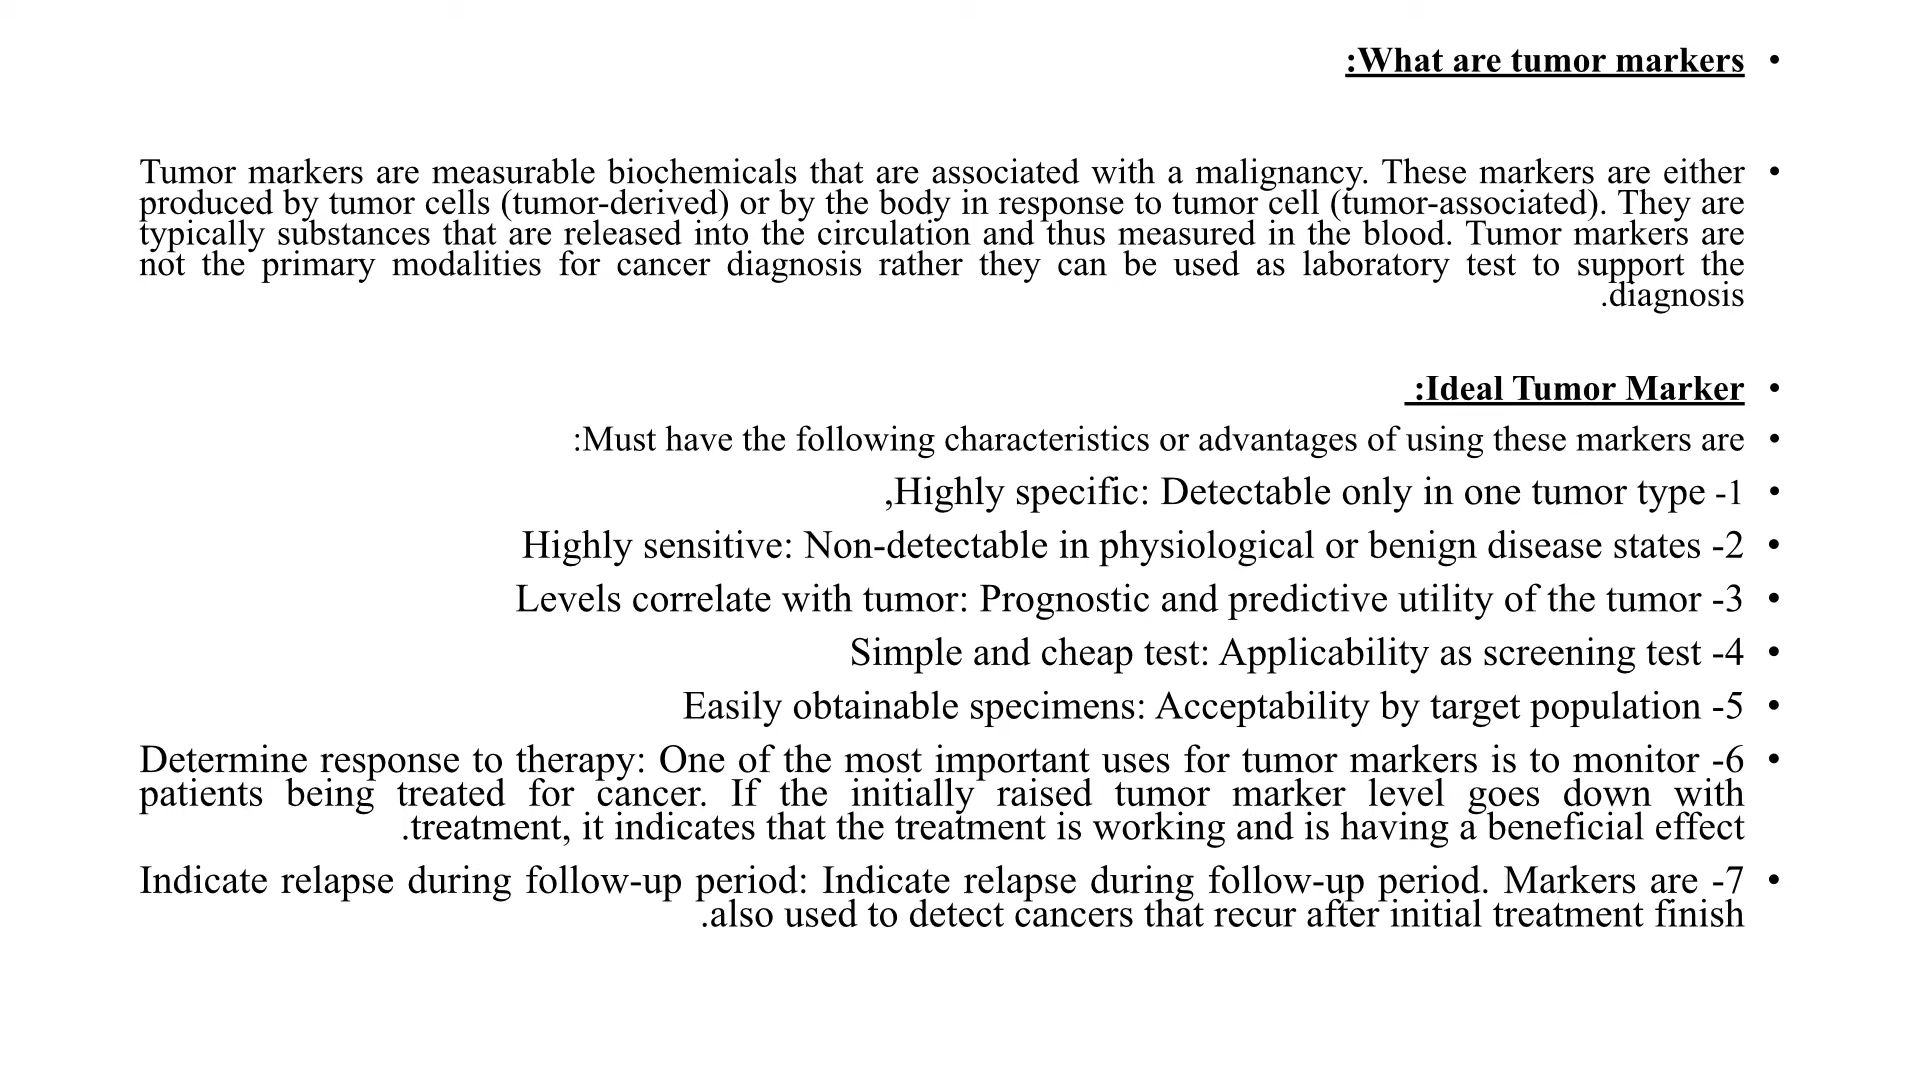 • What are tumor markers:
• Tumor markers are measurable biochemicals that are associated with a malignancy. These markers are either
produced by tumor cells (tumor-derived) or by the body in response to tumor cell (tumor-associated). They are
typically substances that are released into the circulation and thus measured in the blood. Tumor markers are
not the primary modalities for cancer diagnosis rather they can be used as laboratory test to support the
diagnosis.
• Ideal Tumor Marker:
• Must have the following characteristics or advantages of using these markers are:
• 1- Highly specific: Detectable only in one tumor type,
• 2- Highly sensitive: Non-detectable in physiological or benign disease states
• 3- Levels correlate with tumor: Prognostic and predictive utility of the tumor
• 4- Simple and cheap test: Applicability as screening test
• 5- Easily obtainable specimens: Acceptability by target population
• 6- Determine response to therapy: One of the most important uses for tumor markers is to monitor
patients being treated for cancer. If the initially raised tumor marker level goes down with
treatment, it indicates that the treatment is working and is having a beneficial effect.
• 7- Indicate relapse during follow-up period: Indicate relapse during follow-up period. Markers are
also used to detect cancers that recur after initial treatment finish.